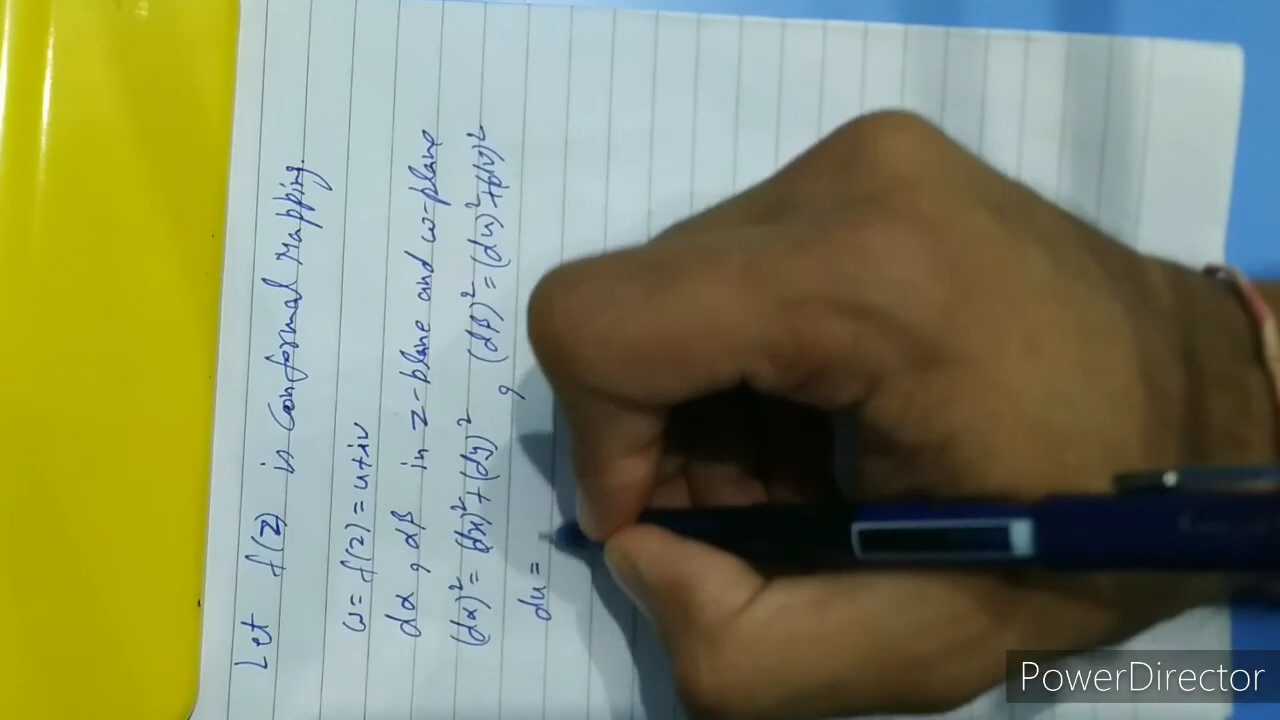 Let f(z) is conformal Mapping.
w = f(z) = u+iv
dα, dβ in z-plane and w-plane
(dα)² = (dx)²+(dy)², (dβ)² = (du)²+(dv)²
du =
PowerDirector